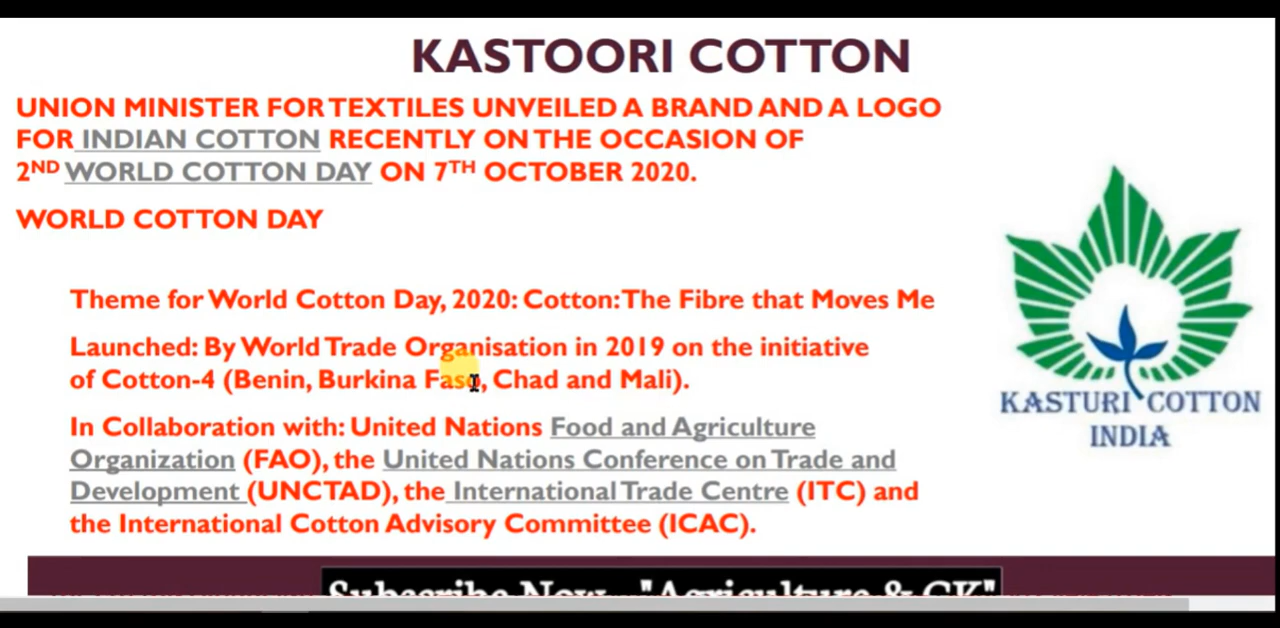 KASTOORI COTTON
UNION MINISTER FOR TEXTILES UNVEILED A BRAND AND A LOGO
FOR INDIAN COTTON RECENTLY ON THE OCCASION OF
2ND WORLD COTTON DAY ON 7TH OCTOBER 2020.
WORLD COTTON DAY
Theme for World Cotton Day, 2020: Cotton: The Fibre that Moves Me
Launched: By World Trade Organisation in 2019 on the initiative
of Cotton-4 (Benin, Burkina Faso, Chad and Mali).
In Collaboration with: United Nations Food and Agriculture
Organization (FAO), the United Nations Conference on Trade and
Development (UNCTAD), the International Trade Centre (ITC) and
the International Cotton Advisory Committee (ICAC).
KASTURI COTTON
INDIA
Subscribe Now "Agriculture & GK"